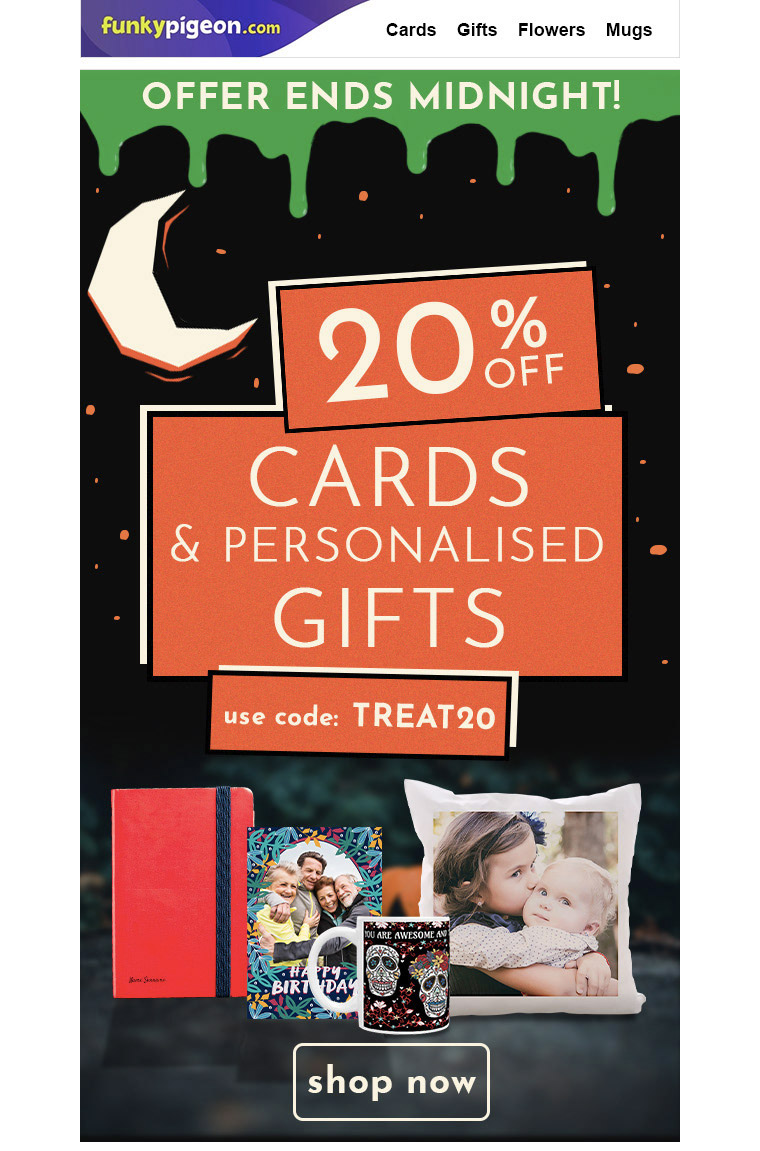 funkypigeon.com
Cards Gifts Flowers Mugs
OFFER ENDS MIDNIGHT!
20% OFF
CARDS
& PERSONALISED
GIFTS
use code: TREAT20
YOU ARE AWESOME AND
HAPPY
BIRTHDAY
shop now